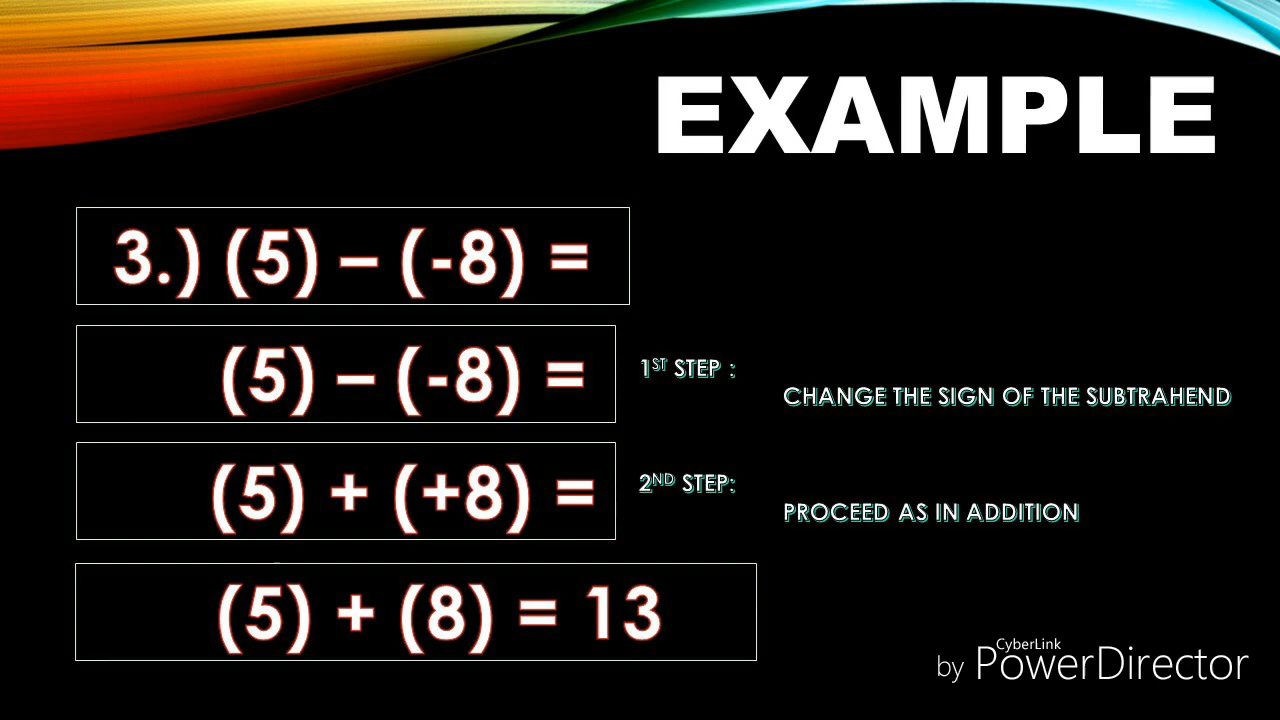 EXAMPLE
3.) (5) – (-8) =
(5) – (-8) =
1ST STEP :
CHANGE THE SIGN OF THE SUBTRAHEND
(5) + (+8) =
2ND STEP:
PROCEED AS IN ADDITION
(5) + (8) = 13
CyberLink
by PowerDirector